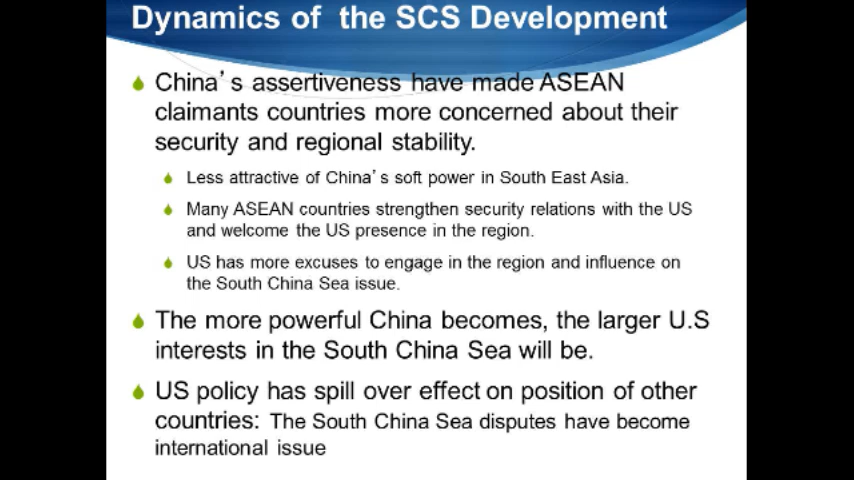 Dynamics of the SCS Development
China's assertiveness have made ASEAN
claimants countries more concerned about their
security and regional stability.
Less attractive of China's soft power in South East Asia.
Many ASEAN countries strengthen security relations with the US
and welcome the US presence in the region.
US has more excuses to engage in the region and influence on
the South China Sea issue.
The more powerful China becomes, the larger U.S
interests in the South China Sea will be.
US policy has spill over effect on position of other
countries: The South China Sea disputes have become
international issue